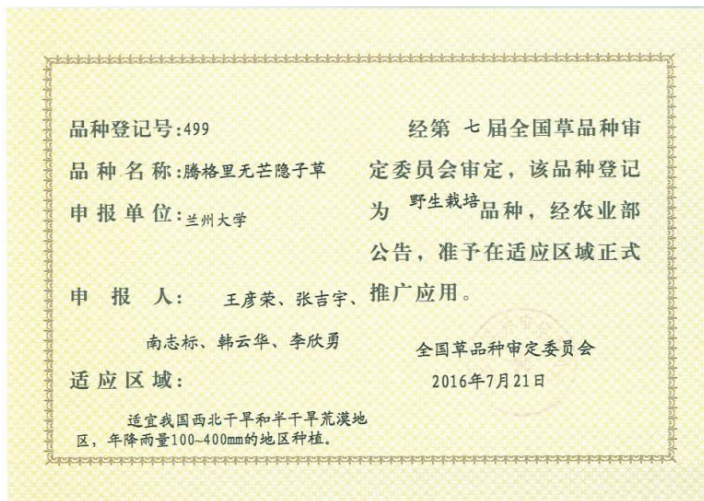 品种登记号:499
品种名称:腾格里无芒隐子草
申报单位:兰州大学
申报人: 王彦荣、张吉宇、
南志标、韩云华、李欣勇
适应区域:
适宜我国西北干旱和半干旱荒漠地
区，年降雨量100~400mm的地区种植。
经第七届全国草品种审
定委员会审定，该品种登记
为 野生栽培品种，经农业部
公告，准予在适应区域正式
推广应用。
全国草品种审定委员会
2016年7月21日